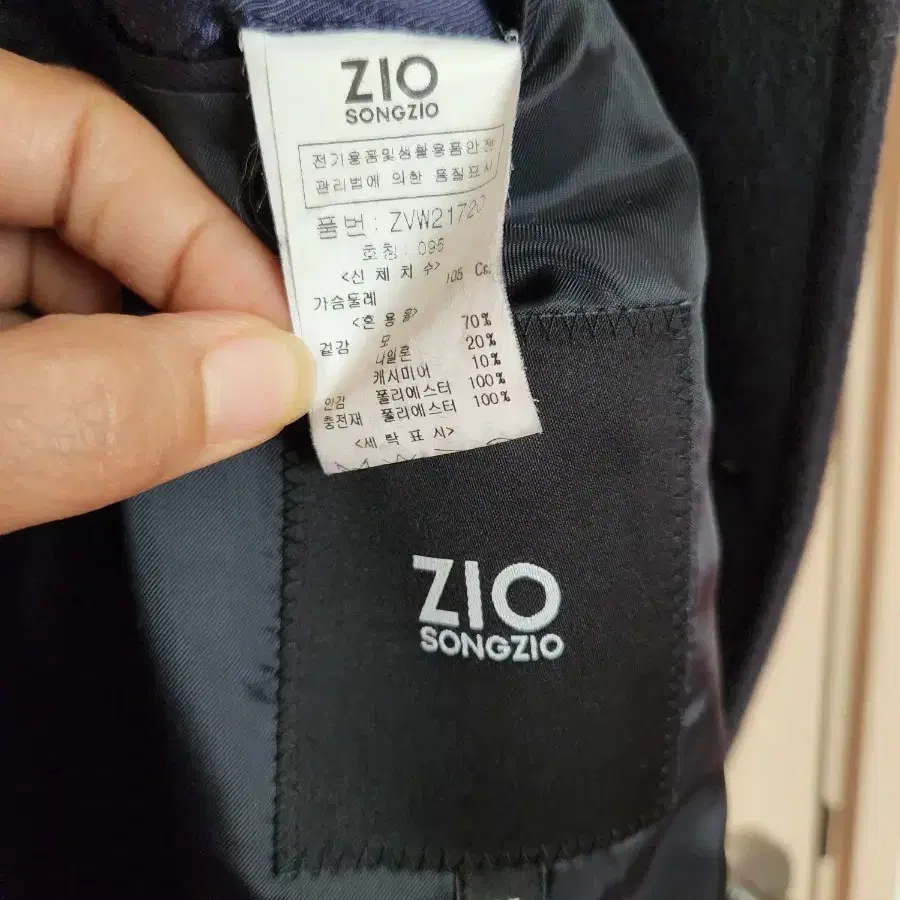 ZIO
SONGZIO
전기용품및생활용품안전
관리법에 의한 품질표시
품번 : ZVW21720
호칭 : 095
<신 체 치 수> 105 Cm
가슴둘레
<혼 용 율>
겉감 모 70%
나일론 20%
캐시미어 10%
안감 폴리에스터 100%
충전재 폴리에스터 100%
<세 탁 표 시>
ZIO
SONGZIO